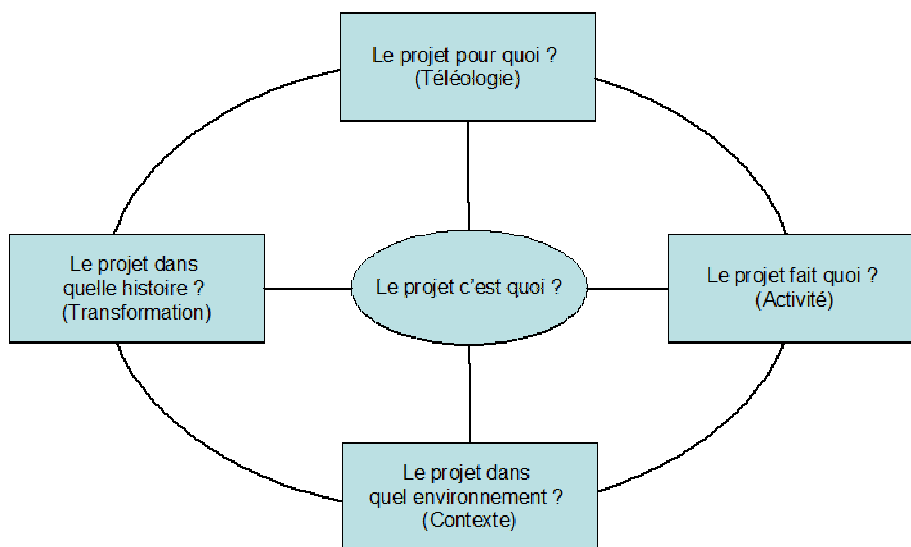 Le projet pour quoi ?
(Téléologie)
Le projet dans
quelle histoire ?
(Transformation)
Le projet c'est quoi ?
Le projet fait quoi ?
(Activité)
Le projet dans
quel environnement ?
(Contexte)